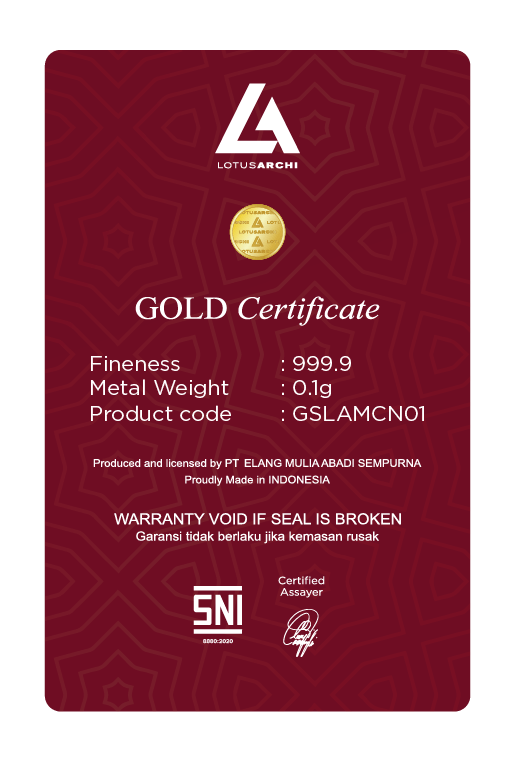 LOTUSARCHI
LOTUSARCHI
LOTUSARCHI
GOLD Certificate
Fineness : 999.9
Metal Weight : 0.1g
Product code : GSLAMCN01
Produced and licensed by PT ELANG MULIA ABADI SEMPURNA
Proudly Made in INDONESIA
WARRANTY VOID IF SEAL IS BROKEN
Garansi tidak berlaku jika kemasan rusak
Certified
Assayer
SNI
8880:2020